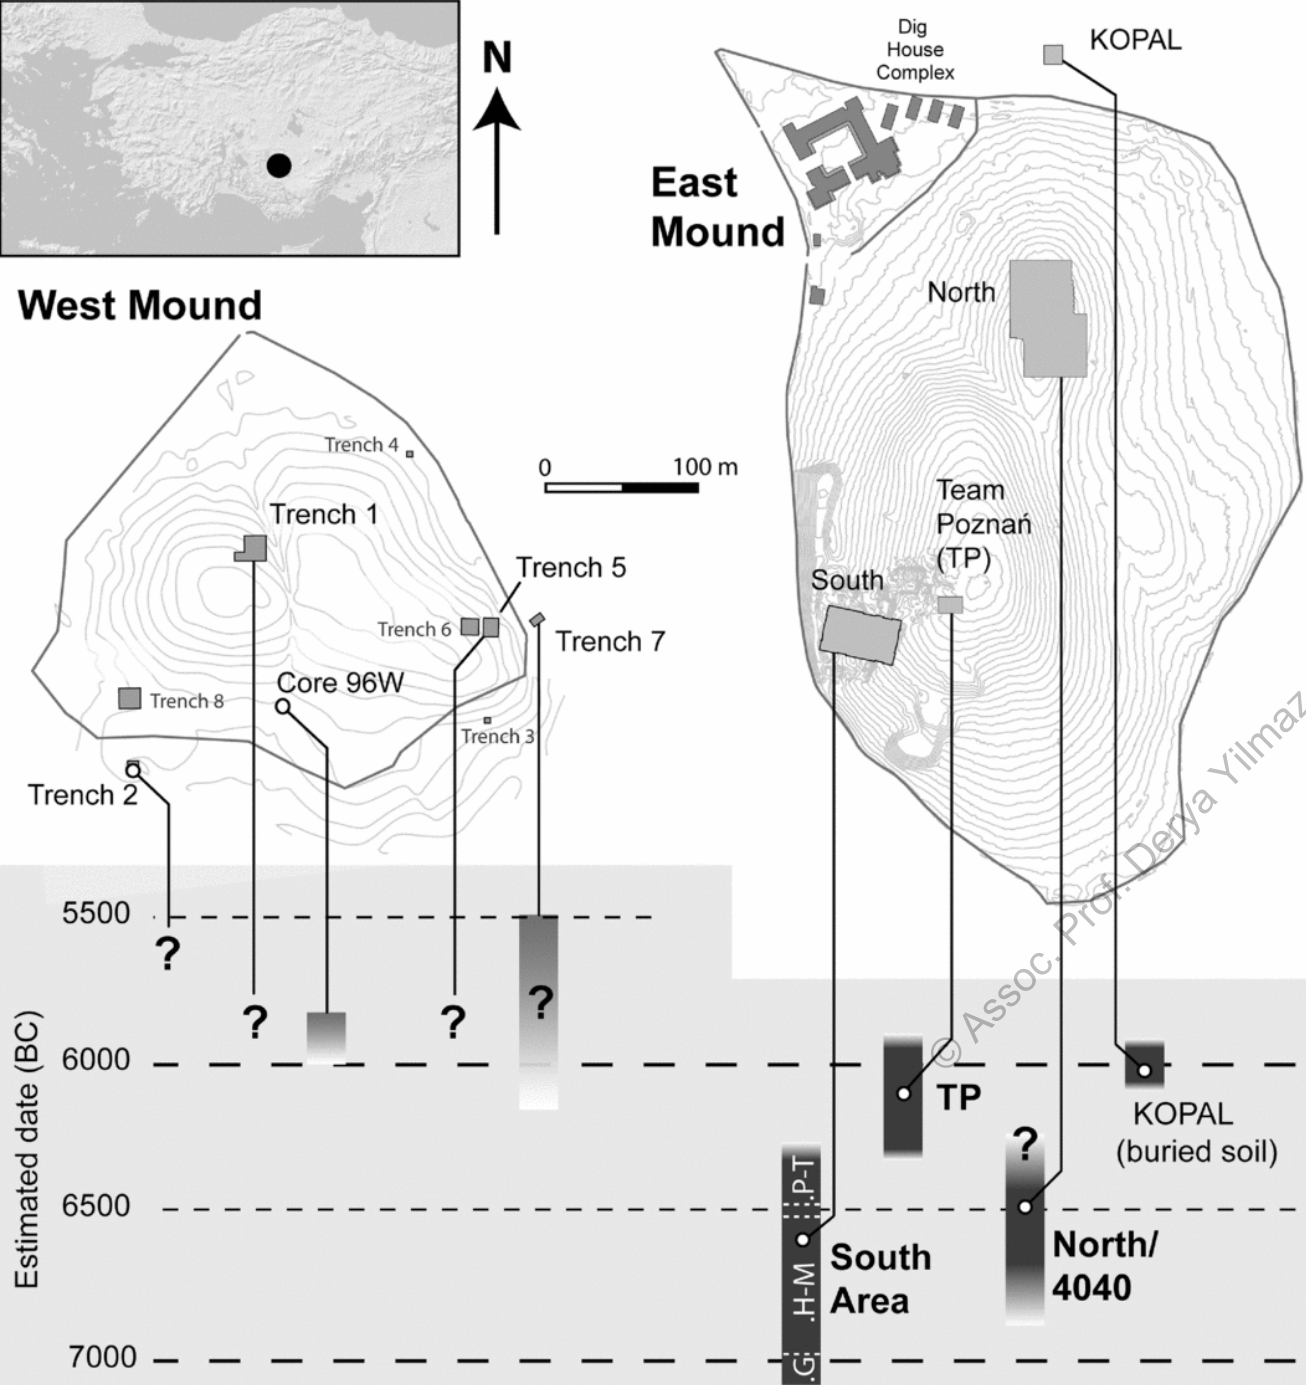 N
Dig
House
Complex
KOPAL
East
Mound
West Mound
North
Trench 4
0 100 m
Trench 1
Team
Poznań
(TP)
Trench 5
South
Trench 6
Trench 7
Core 96W
Trench 8
Trench 3
Trench 2
© Assoc. Prof. Derya Yilmaz
Estimated date (BC)
5500
?
?
?
?
6000
TP
KOPAL
(buried soil)
?
.P-T
6500
South
Area
North/
4040
.H-M
7000
.G